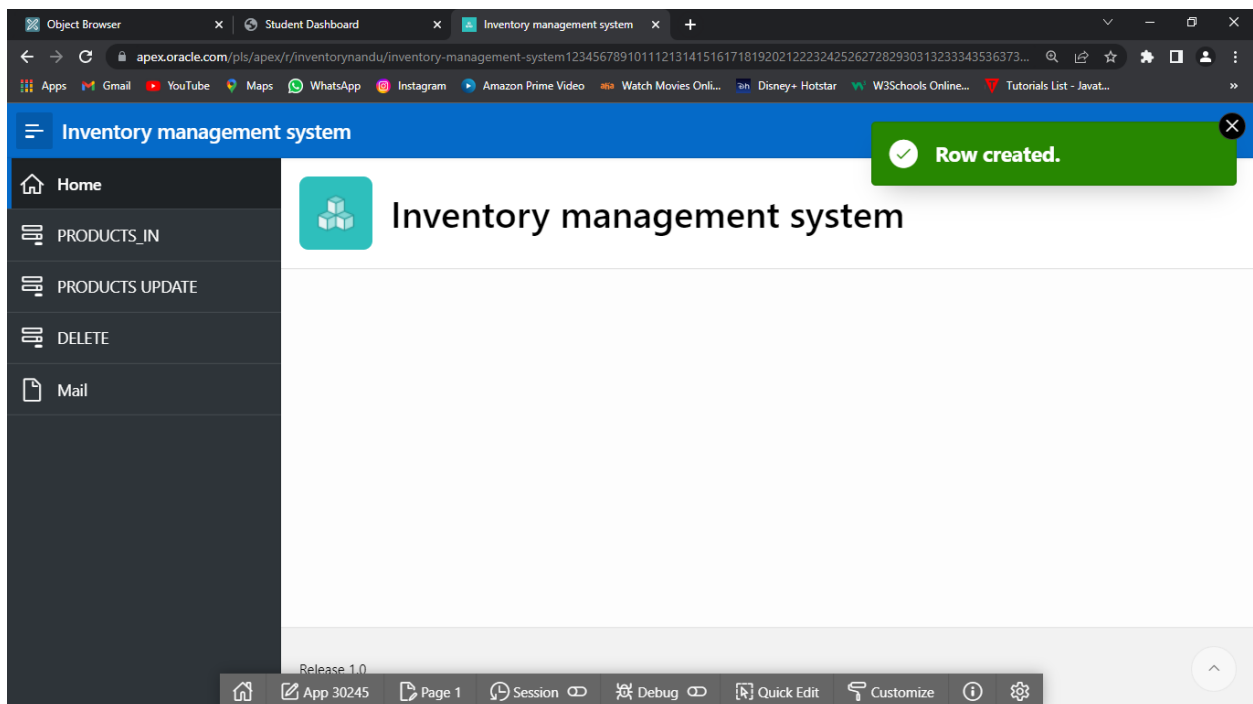 Object Browser
Student Dashboard
Inventory management system
apex.oracle.com/pls/apex/r/inventorynandu/inventory-management-system1234567891011121314151617181920212223242526272829303132333435363738...
Apps Gmail YouTube Maps WhatsApp Instagram Amazon Prime Video Watch Movies Onli... Disney+ Hotstar W3Schools Online... Tutorials List - Javat... »
Inventory management system
Row created.
Home
PRODUCTS_IN
PRODUCTS UPDATE
DELETE
Mail
Inventory management system
Release 1.0
App 30245 Page 1 Session Debug Quick Edit Customize